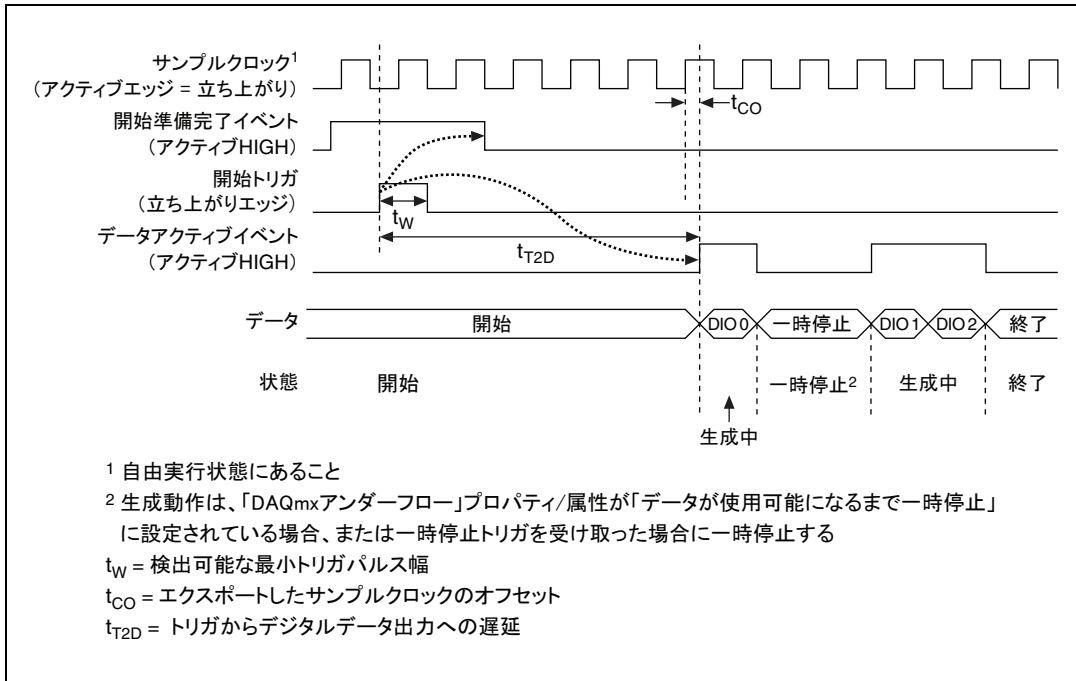 サンプルクロック1
(アクティブエッジ = 立ち上がり)
tCO
開始準備完了イベント
(アクティブHIGH)
開始トリガ
(立ち上がりエッジ)
tW
データアクティブイベント
(アクティブHIGH)
tT2D
データ 開始 DIO 0 一時停止 DIO 1 DIO 2 終了
状態 開始 一時停止2 生成中 終了
生成中
1 自由実行状態にあること
2 生成動作は、「DAQmxアンダーフロー」プロパティ/属性が「データが使用可能になるまで一時停止」
に設定されている場合、または一時停止トリガを受け取った場合に一時停止する
tW = 検出可能な最小トリガパルス幅
tCO = エクスポートしたサンプルクロックのオフセット
tT2D = トリガからデジタルデータ出力への遅延